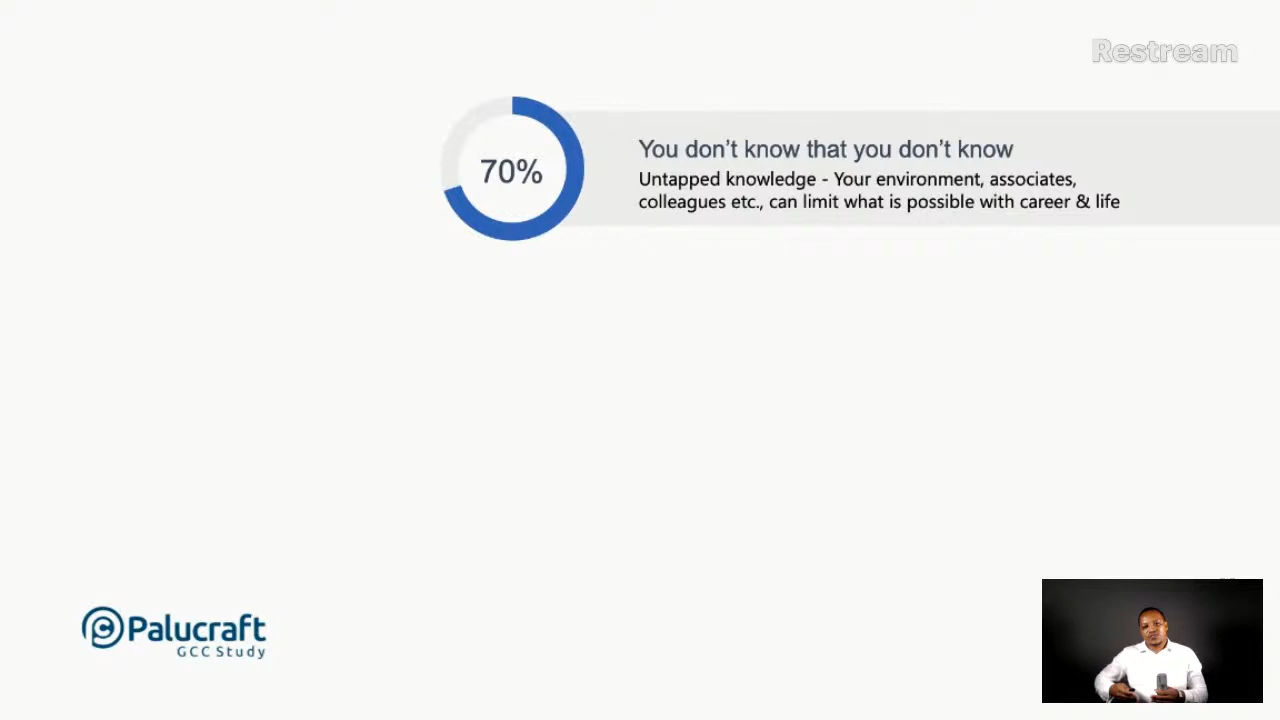 Restream
70%
You don’t know that you don’t know
Untapped knowledge - Your environment, associates,
colleagues etc., can limit what is possible with career & life
Palucraft
GCC Study